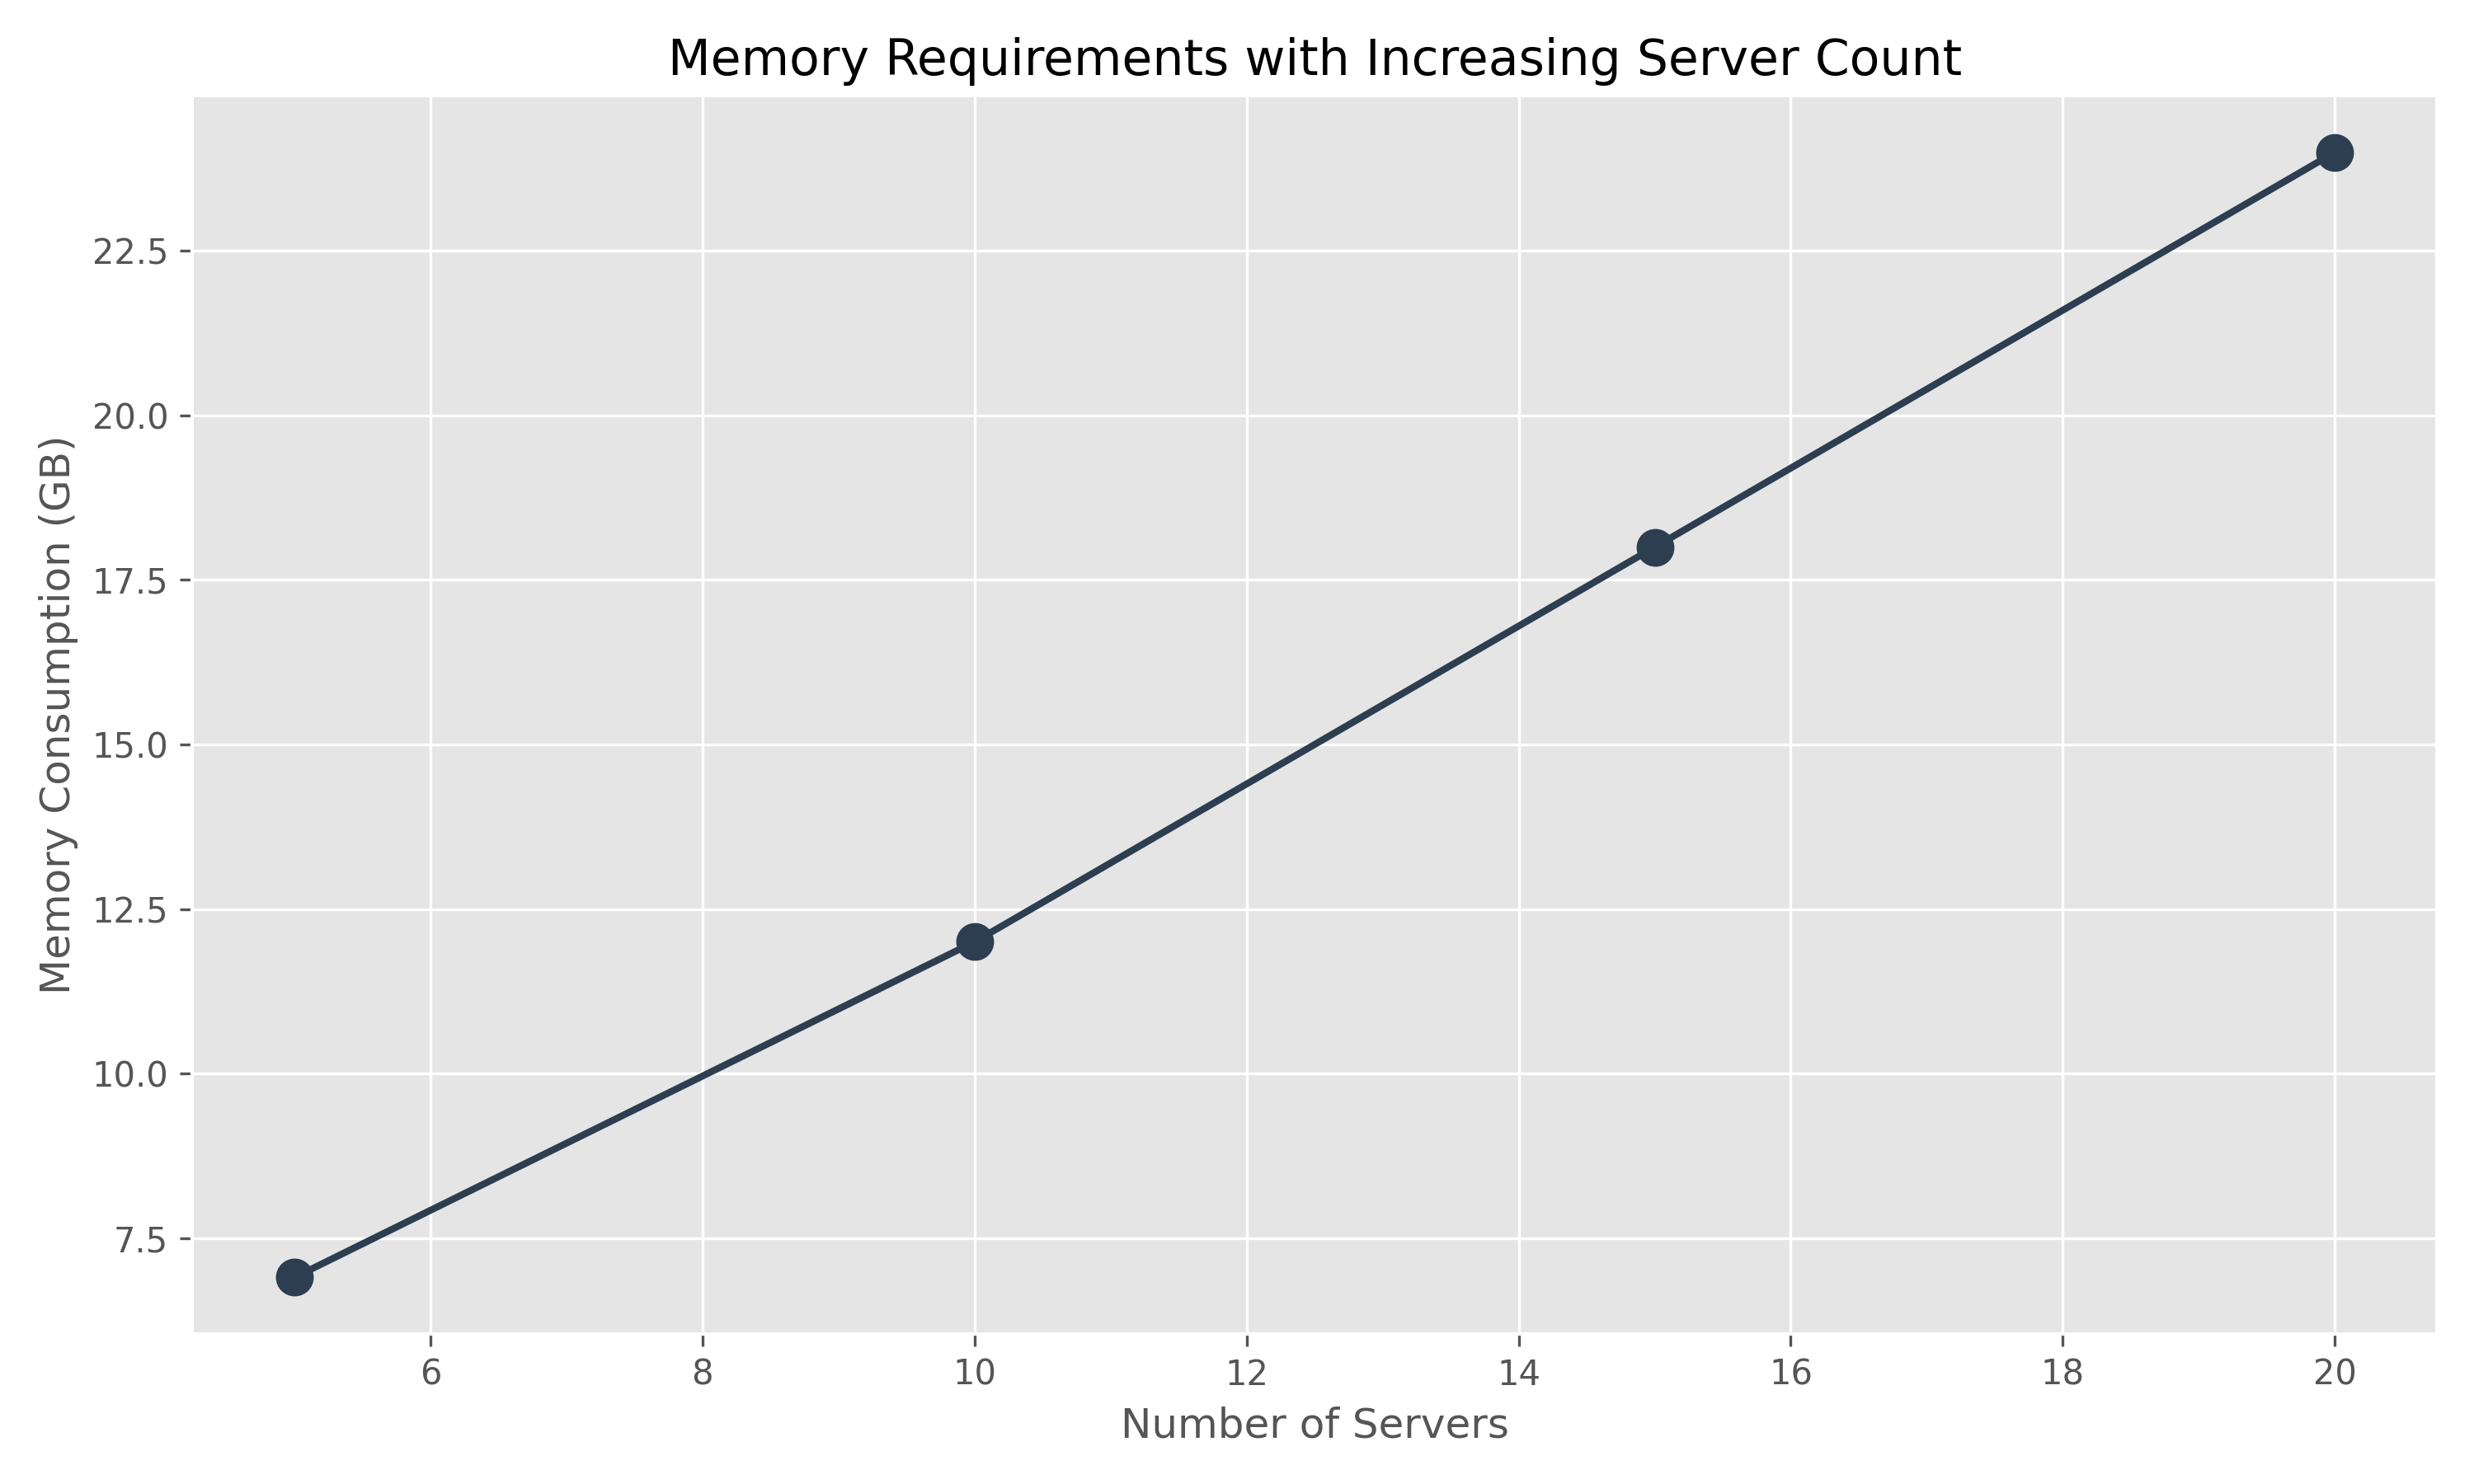 Memory Requirements with Increasing Server Count
Memory Consumption (GB)
22.5
20.0
17.5
15.0
12.5
10.0
7.5
6 8 10 12 14 16 18 20
Number of Servers